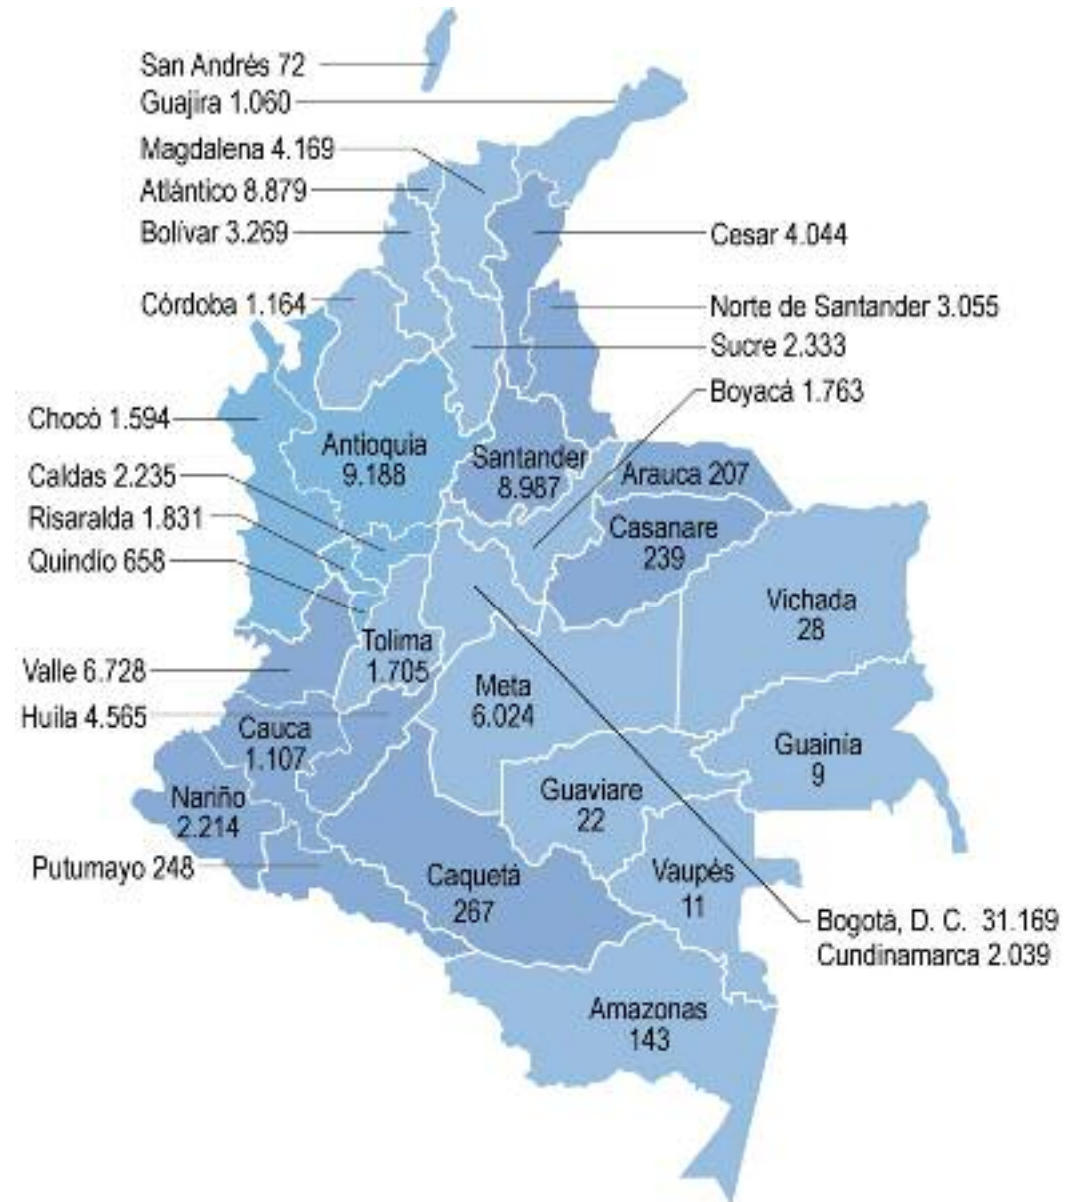 San Andrés 72
Guajira 1.060
Magdalena 4.169
Atlántico 8.879
Bolívar 3.269
Cesar 4.044
Córdoba 1.164
Norte de Santander 3.055
Sucre 2.333
Boyacá 1.763
Chocó 1.594
Antioquia
9.188
Santander
8.987
Arauca 207
Caldas 2.235
Risaralda 1.831
Casanare
239
Quindío 658
Vichada
28
Tolima
1.705
Valle 6.728
Meta
6.024
Huila 4.565
Cauca
1.107
Guainía
9
Nariño
2.214
Guaviare
22
Putumayo 248
Caquetá
267
Vaupés
11
Bogotá, D. C. 31.169
Cundinamarca 2.039
Amazonas
143